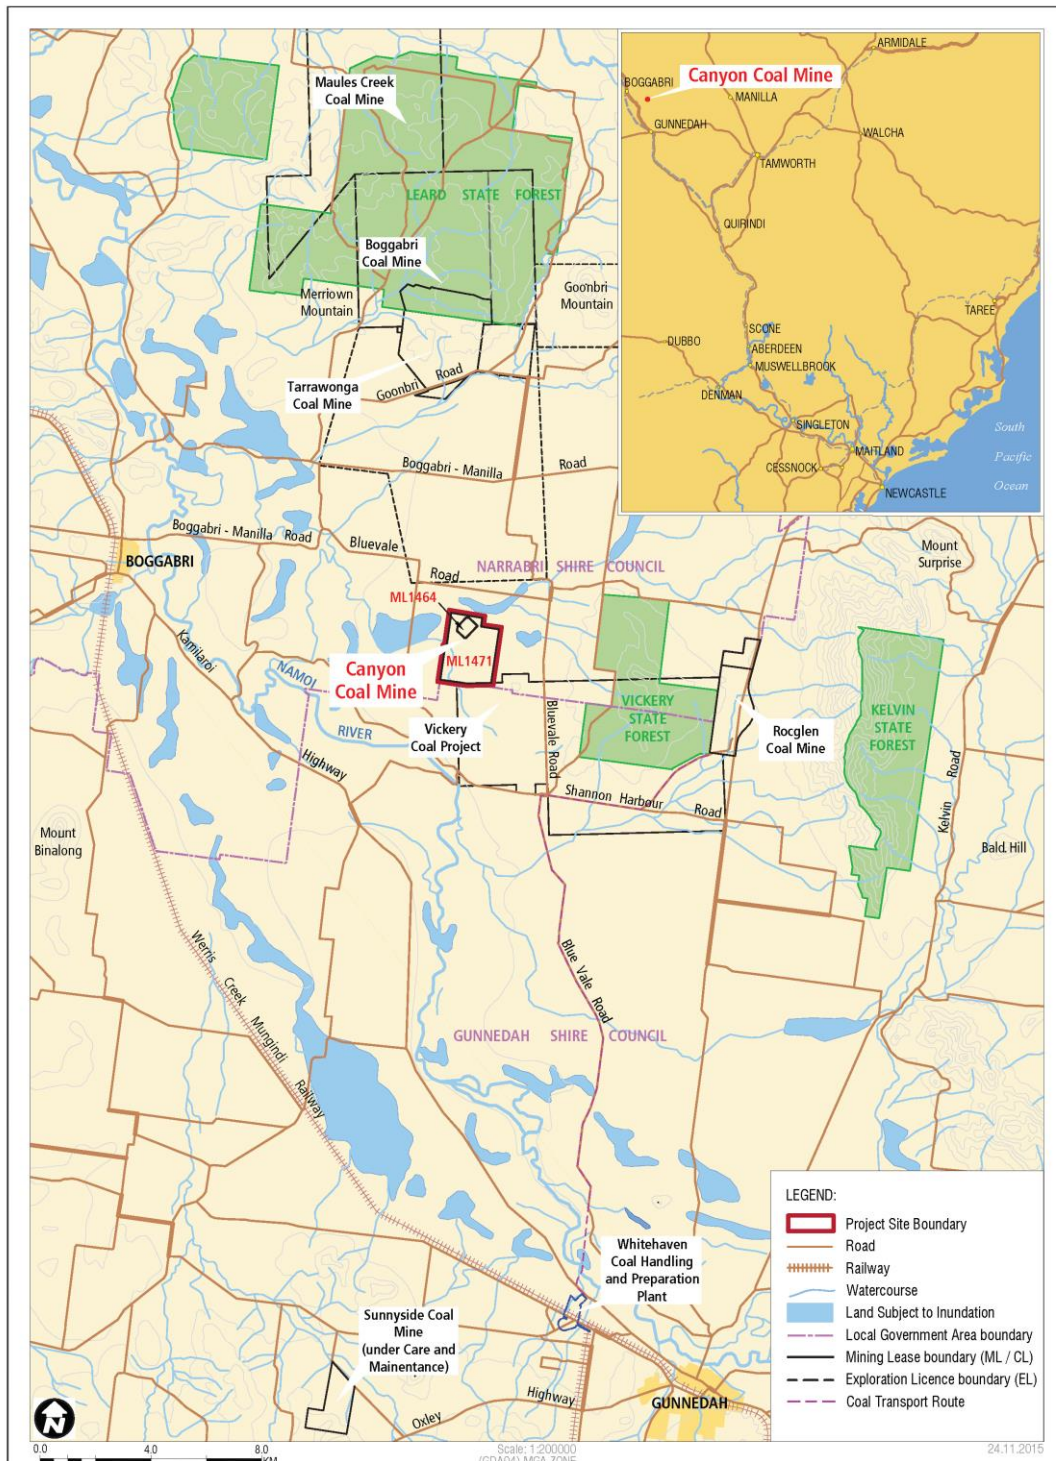 Maules Creek
Coal Mine
LEARD STATE FOREST
Boggabri
Coal Mine
Merriown
Mountain
Goonbri
Mountain
Tarrawonga
Coal Mine
Goonbri Road
Boggabri - Manilla Road
Boggabri - Manilla Road
Bluevale
Road
BOGGABRI
NARRABRI SHIRE COUNCIL
ML1464
ML1471
Canyon
Coal Mine
Kamilaroi
Highway
NAMOI
RIVER
Vickery
Coal Project
Bluevale Road
VICKERY
STATE
FOREST
Rocglen
Coal Mine
KELVIN
STATE
FOREST
Mount
Surprise
Kelvin Road
Bald Hill
Shannon Harbour Road
Mount
Binalong
Werris Creek Mungindi Railway
Blue Vale Road
GUNNEDAH SHIRE COUNCIL
Whitehaven
Coal Handling
and Preparation
Plant
Sunnyside Coal
Mine
(under Care and
Mainentance)
Oxley Highway
GUNNEDAH
Canyon Coal Mine
ARMIDALE
BOGGABRI
MANILLA
GUNNEDAH
WALCHA
TAMWORTH
QUIRINDI
TAREE
SCONE
DUBBO
ABERDEEN
MUSWELLBROOK
DENMAN
SINGLETON
MAITLAND
CESSNOCK
NEWCASTLE
South
Pacific
Ocean
LEGEND:
Project Site Boundary
Road
Railway
Watercourse
Land Subject to Inundation
Local Government Area boundary
Mining Lease boundary (ML / CL)
Exploration Licence boundary (EL)
Coal Transport Route
N
0.0 4.0 8.0
KM
Scale: 1:200000
(GDA94) MGA ZONE
24.11.2015